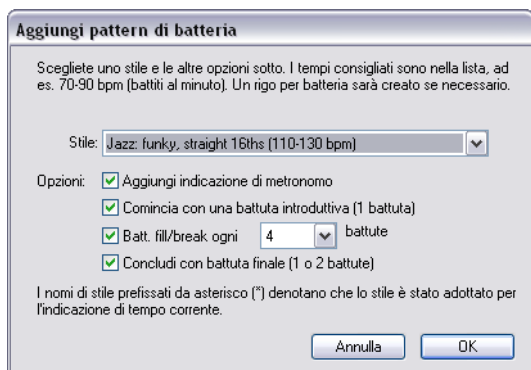 Aggiungi pattern di batteria
Scegliete uno stile e le altre opzioni sotto. I tempi consigliati sono nella lista, ad
es. 70-90 bpm (battiti al minuto). Un rigo per batteria sarà creato se necessario.
Stile: Jazz: funky, straight 16ths (110-130 bpm)
Opzioni: Aggiungi indicazione di metronomo
Comincia con una battuta introduttiva (1 battuta)
Batt. fill/break ogni 4 battute
Concludi con battuta finale (1 o 2 battute)
I nomi di stile prefissati da asterisco (*) denotano che lo stile è stato adottato per
l'indicazione di tempo corrente.
Annulla OK